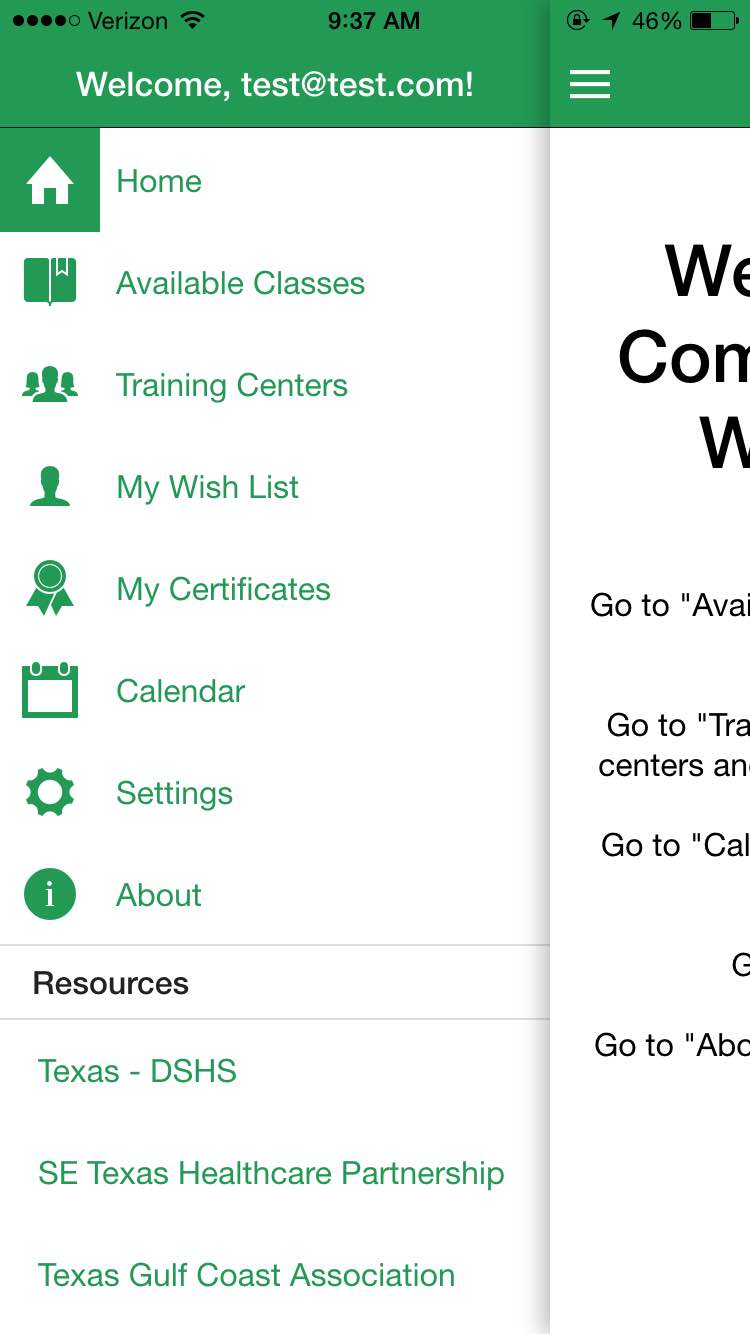 Verizon 9:37 AM 46%
Welcome, test@test.com!
Home
Available Classes
Training Centers
My Wish List
My Certificates
Calendar
Settings
i About
Resources
Texas - DSHS
SE Texas Healthcare Partnership
Texas Gulf Coast Association
We
Com
W
Go to "Avai
Go to "Tra
centers and
Go to "Cal
G
Go to "Abo